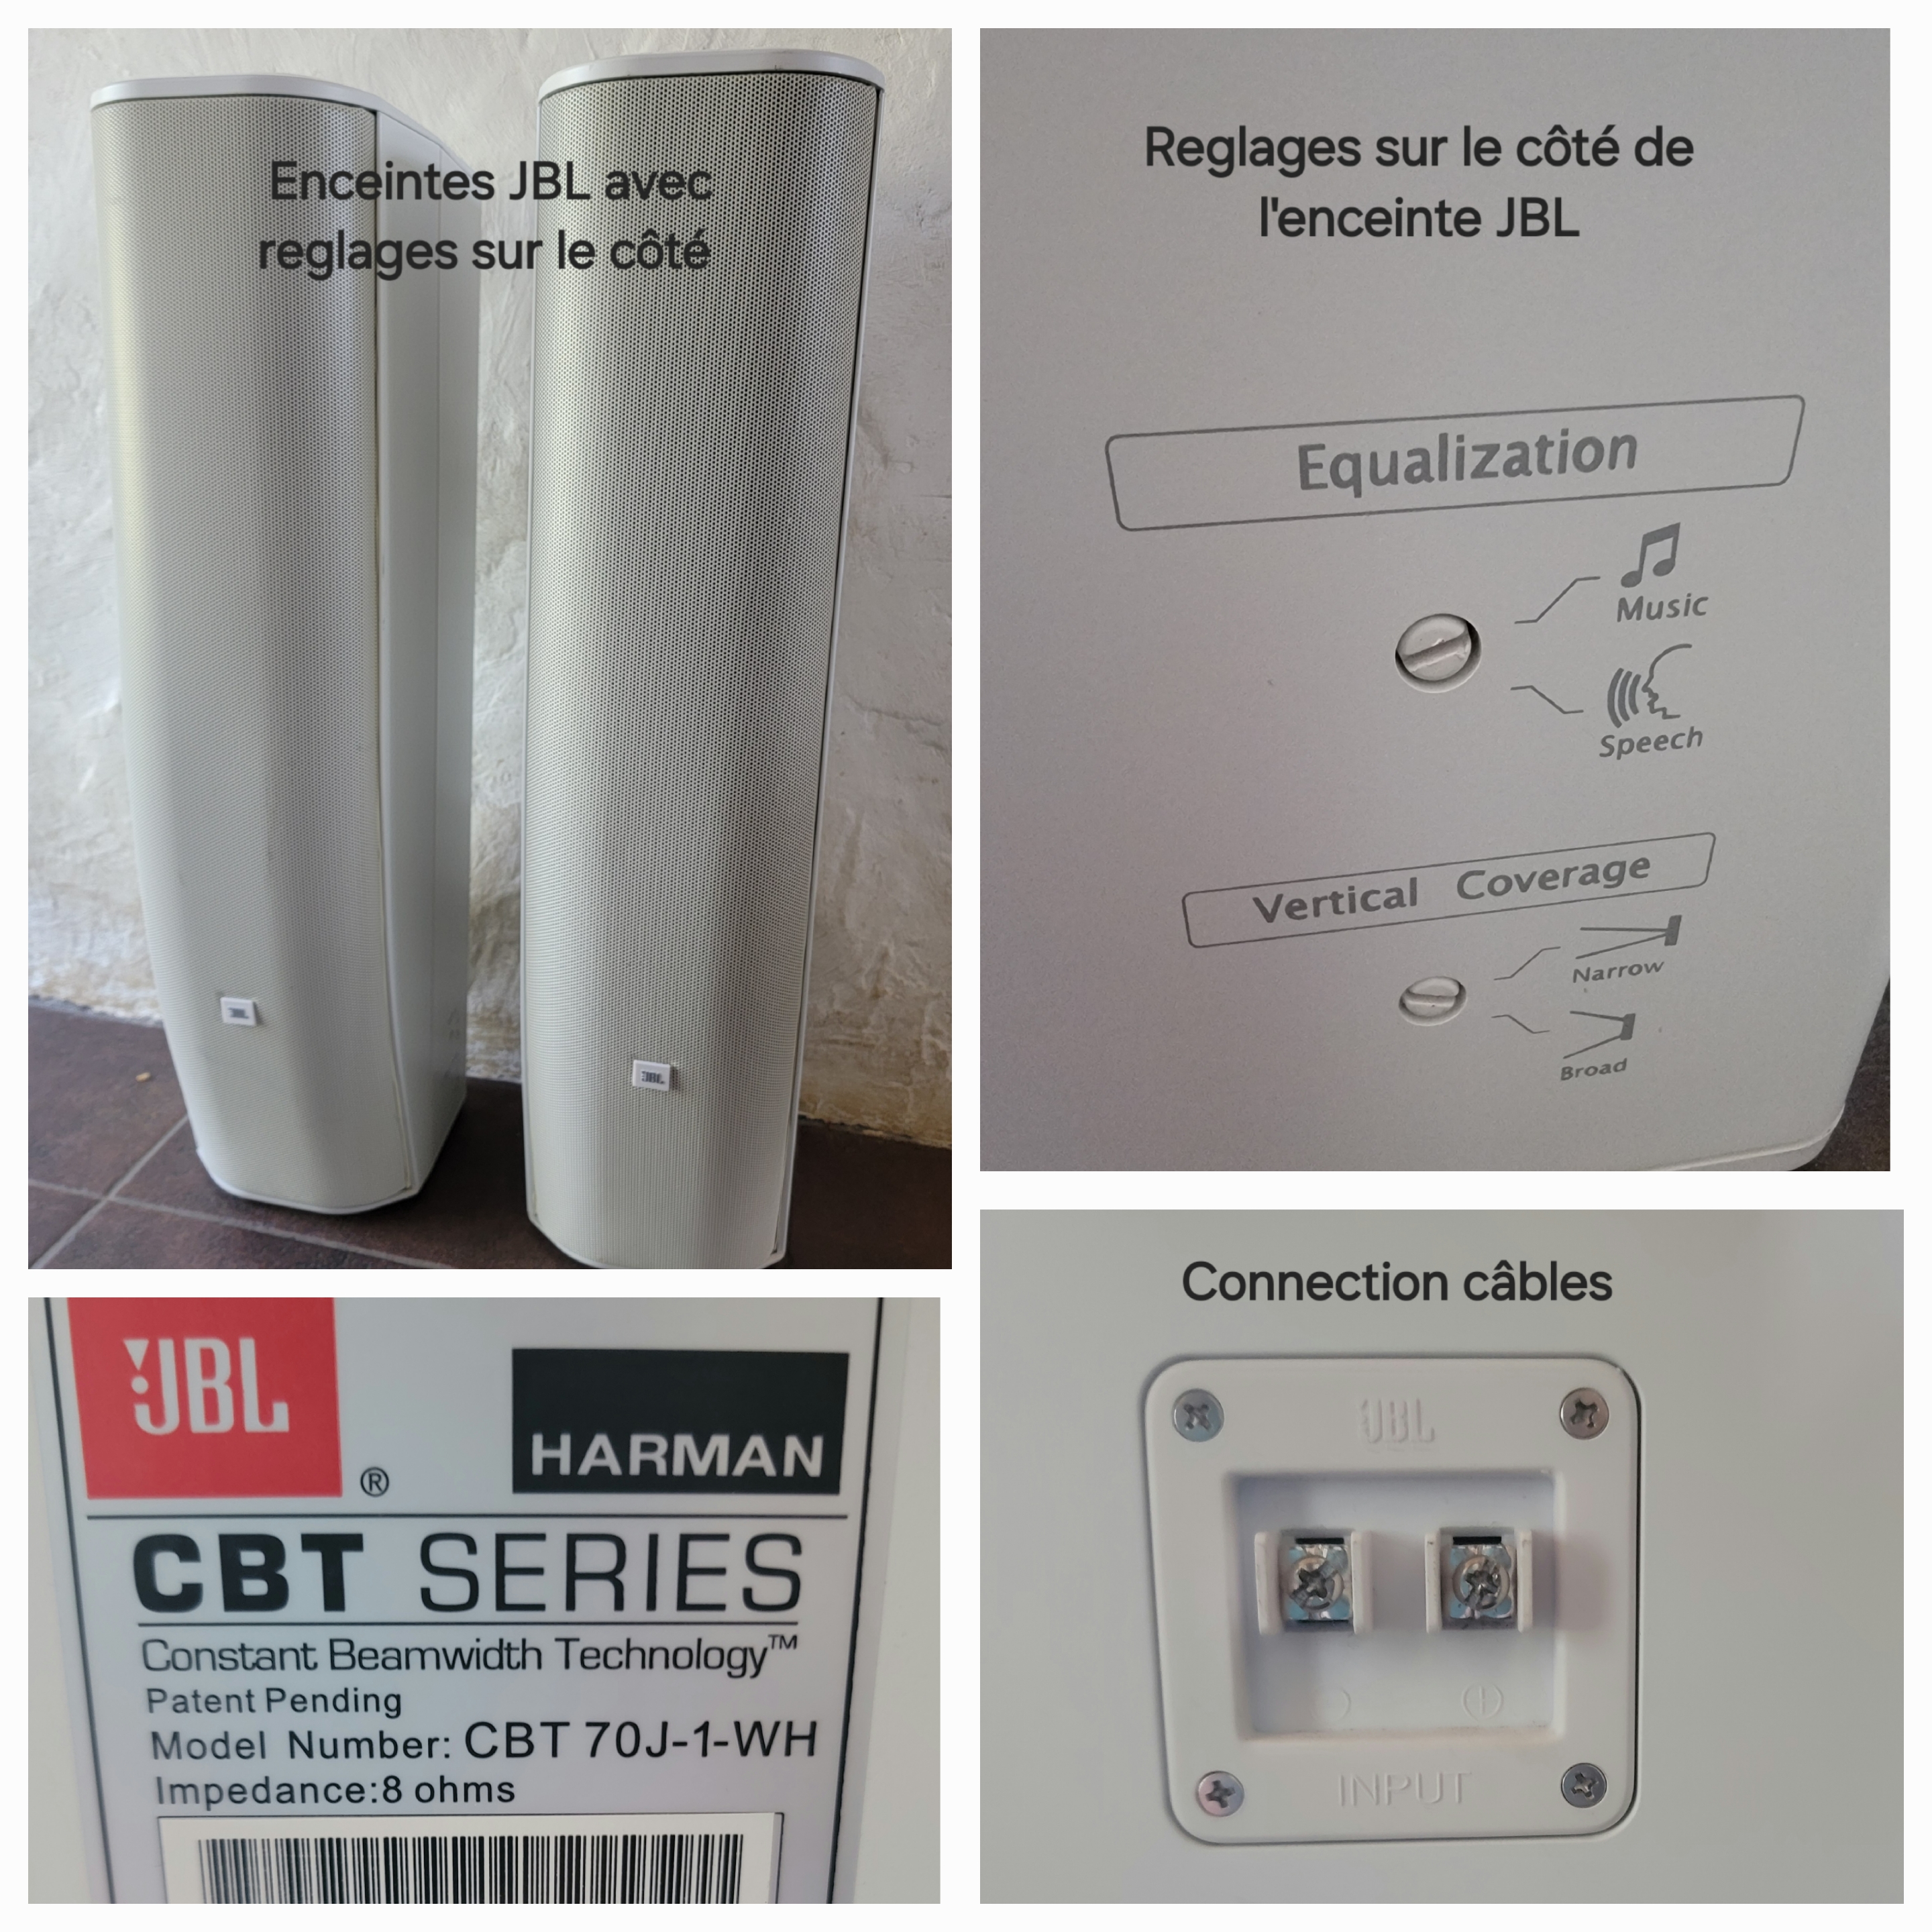 Enceintes JBL avec
reglages sur le côté
JBL
JBL
Reglages sur le côté de
l'enceinte JBL
Equalization
Music
Speech
Vertical Coverage
Narrow
Broad
JBL
®
HARMAN
CBT SERIES
Constant Beamwidth Technology™
Patent Pending
Model Number: CBT 70J-1-WH
Impedance:8 ohms
Connection câbles
JBL
INPUT